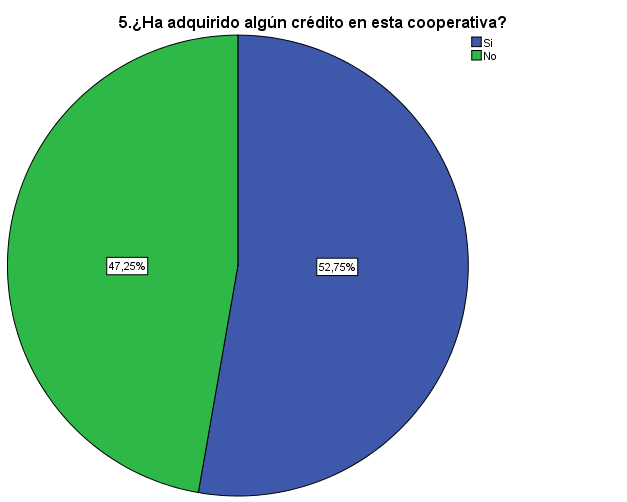 5.¿Ha adquirido algún crédito en esta cooperativa?
Si
No
47,25%
52,75%